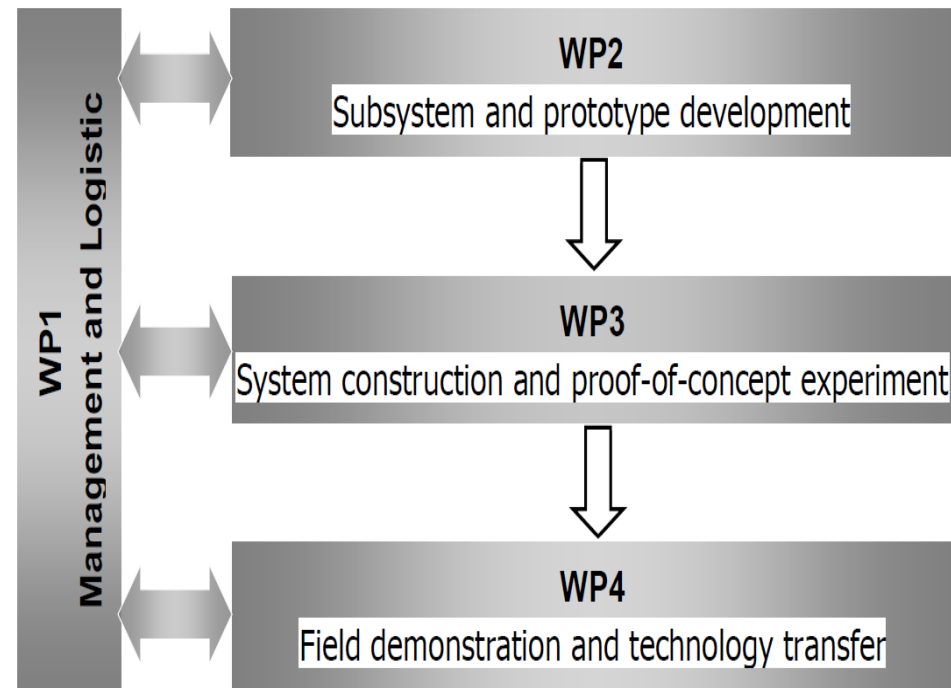 WP1
Management and Logistic
WP2
Subsystem and prototype development
WP3
System construction and proof-of-concept experiment
WP4
Field demonstration and technology transfer